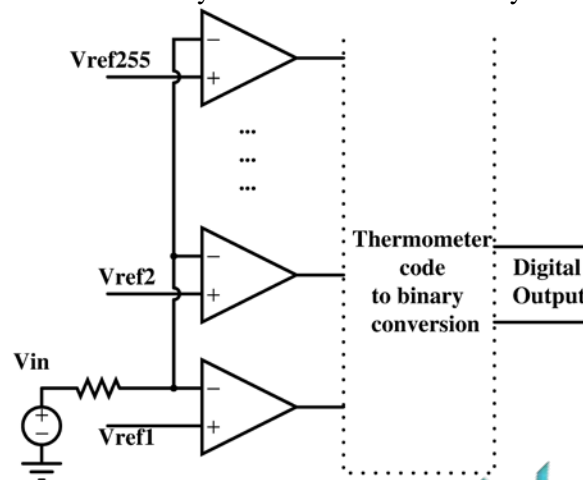 Vref255
−
+
...
...
...
Vref2
−
+
Thermometer
code
to binary
conversion
Digital
Output
Vin
+
−
−
+
Vref1